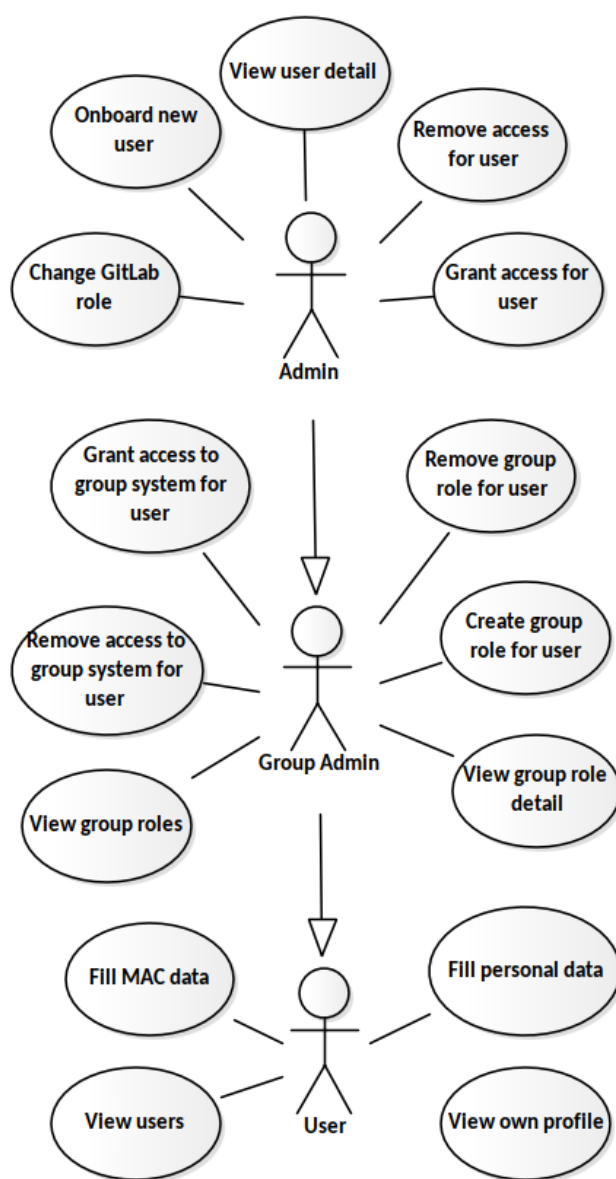 View user detail
Onboard new
user
Remove access
for user
Change GitLab
role
Grant access for
user
Admin
Grant access to
group system for
user
Remove group
role for user
Remove access to
group system for
user
Create group
role for user
Group Admin
View group role
detail
View group roles
Fill MAC data
Fill personal data
View users
User
View own profile